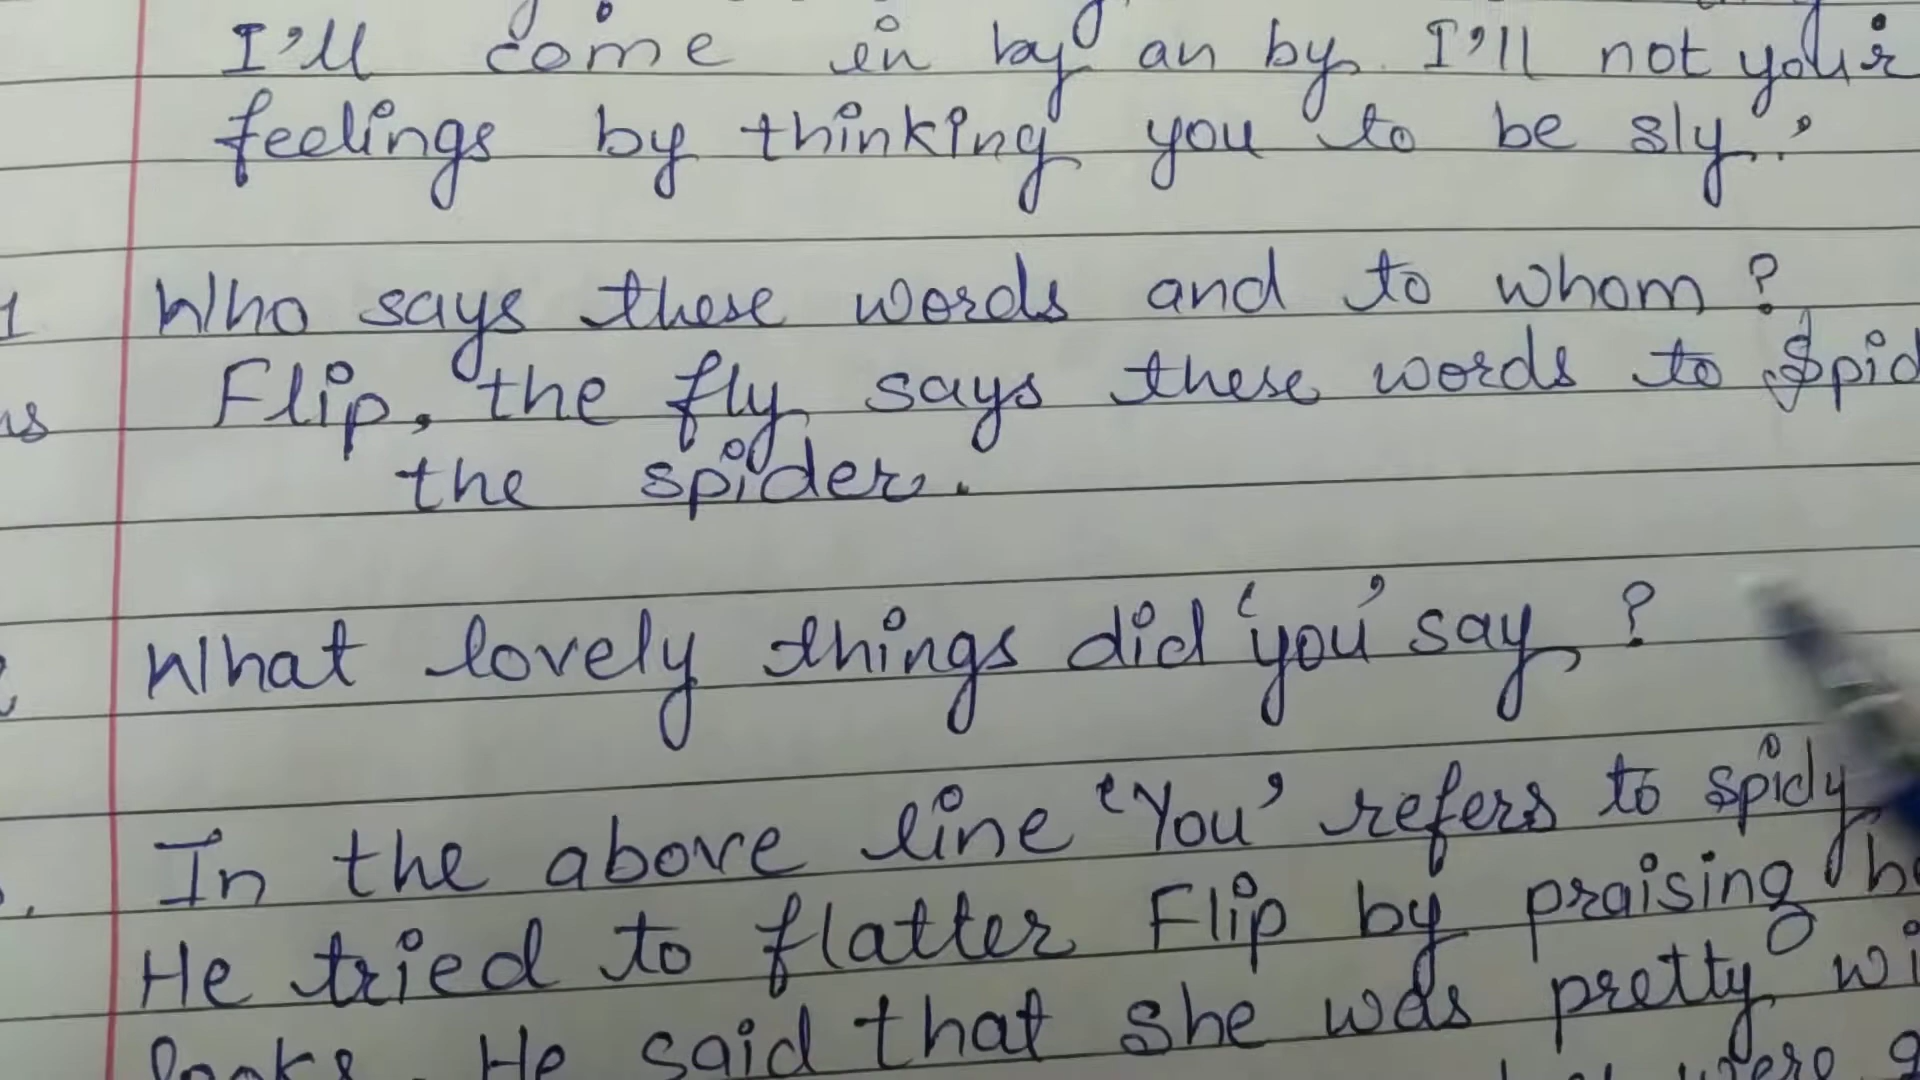 I'll come in by an by. I'll not your
feelings by thinking you to be sly.'
1 Who says these words and to whom ?
Flip, the fly says these words to
the spider.
What lovely things did 'you' say ?
In the above line 'You' refers to spidy
He tried to flatter Flip by praising
looks. He said that she was pretty